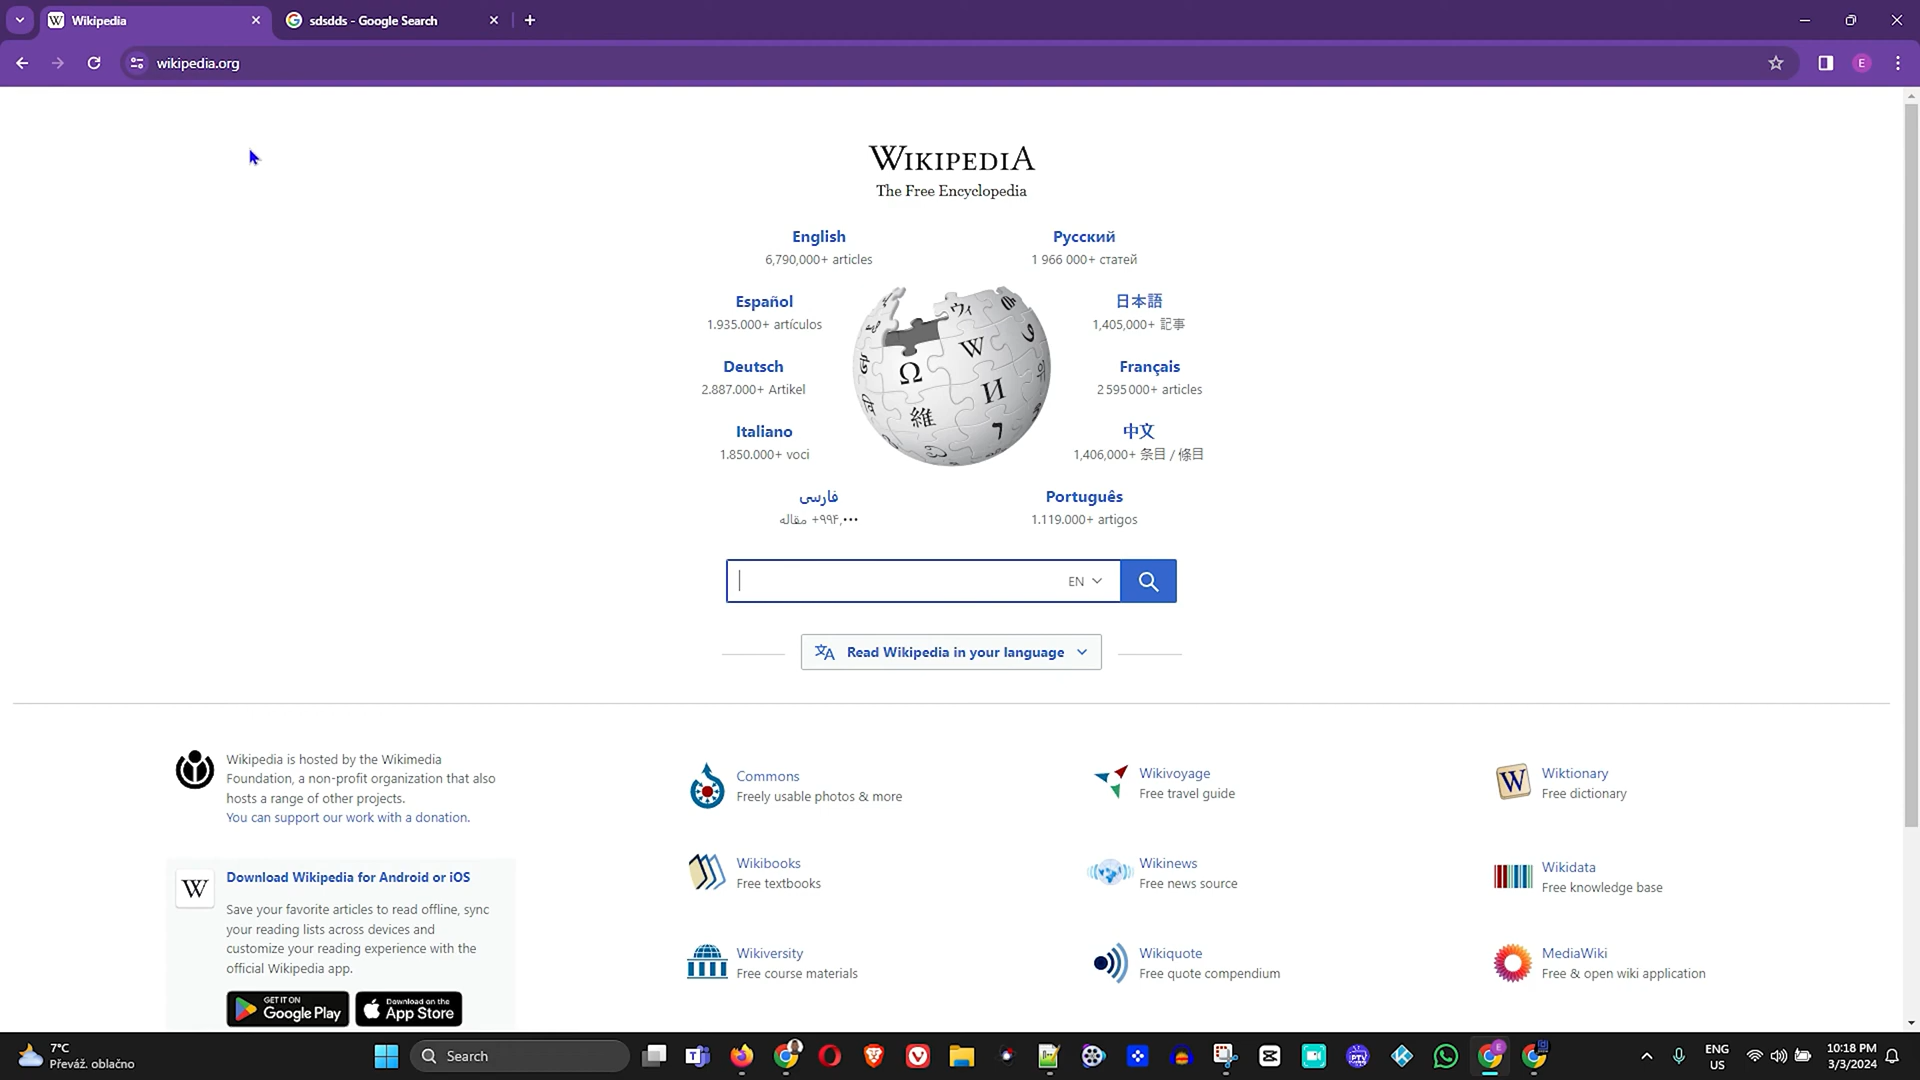 Wikipedia
sdsdds - Google Search
wikipedia.org
E
WIKIPEDIA
The Free Encyclopedia
English
6,790,000+ articles
Русский
1 966 000+ статей
Español
1.935.000+ artículos
日本語
1,405,000+ 記事
Deutsch
2.887.000+ Artikel
Français
2 595 000+ articles
Italiano
1.850.000+ voci
中文
1,406,000+ 条目 / 條目
فارسی
۹۹۴٬۰۰۰+ مقاله
Português
1.119.000+ artigos
Ω
W
И
維
EN
Read Wikipedia in your language
Wikipedia is hosted by the Wikimedia
Foundation, a non-profit organization that also
hosts a range of other projects.
You can support our work with a donation.
W
Download Wikipedia for Android or iOS
Save your favorite articles to read offline, sync
your reading lists across devices and
customize your reading experience with the
official Wikipedia app.
GET IT ON
Google Play
Download on the
App Store
Commons
Freely usable photos & more
Wikivoyage
Free travel guide
Wiktionary
Free dictionary
Wikibooks
Free textbooks
Wikinews
Free news source
Wikidata
Free knowledge base
Wikiversity
Free course materials
Wikiquote
Free quote compendium
MediaWiki
Free & open wiki application
7°C
Převáž. oblačno
Search
ENG
US
10:18 PM
3/3/2024